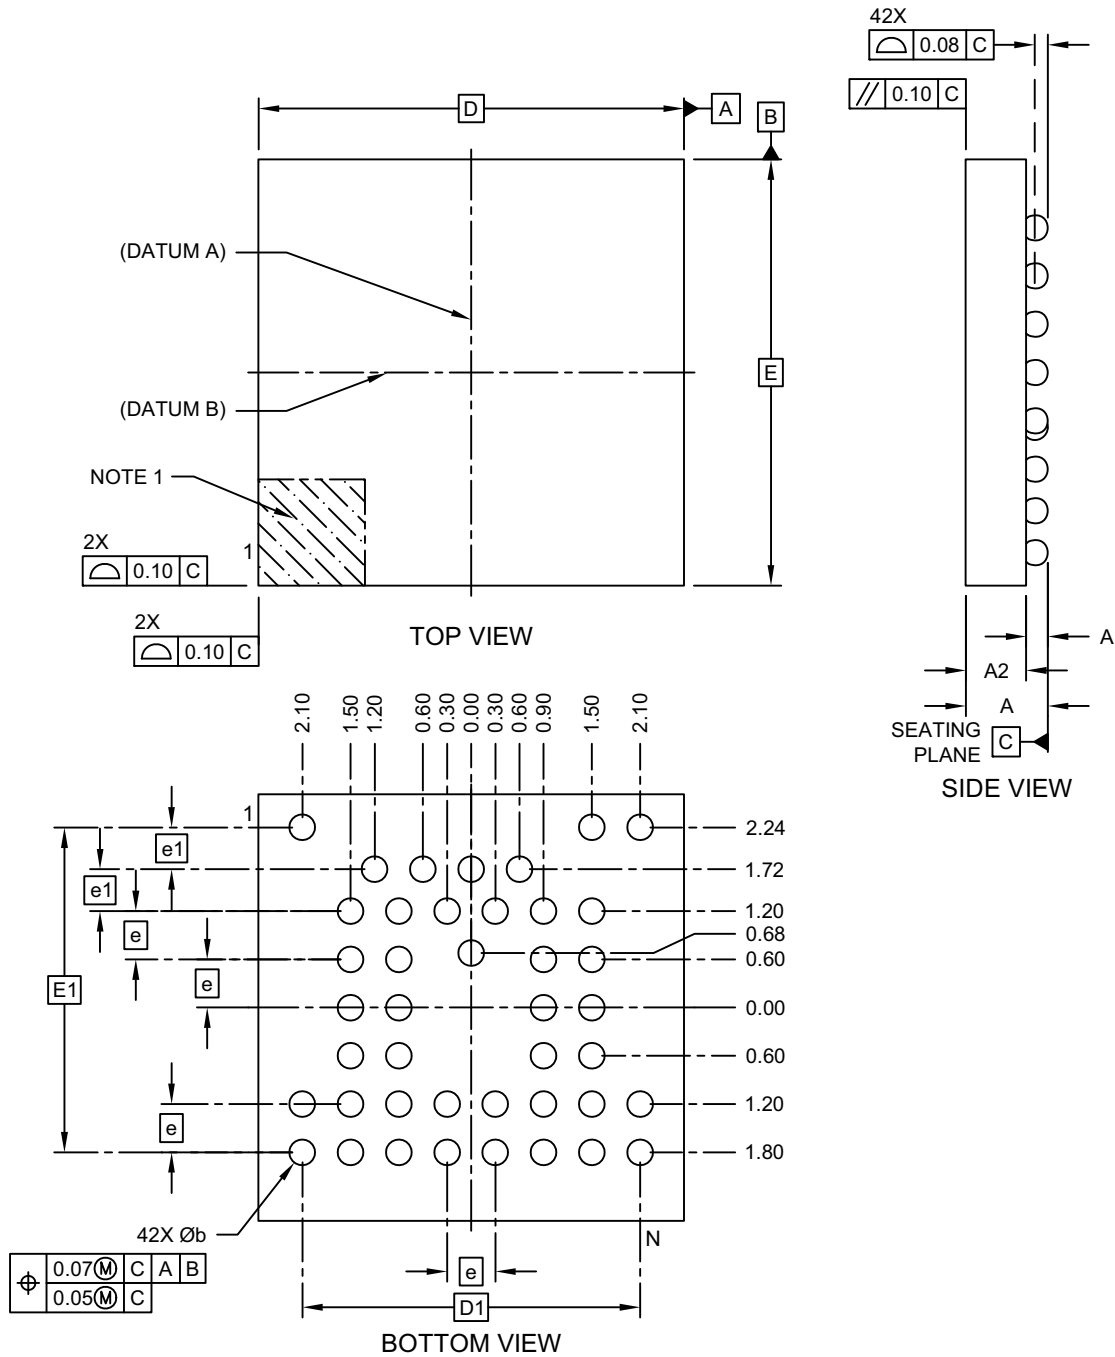 42X
0.08 C
// 0.10 C
D
A
B
(DATUM A)
E
(DATUM B)
NOTE 1
2X
0.10 C
1
2X
0.10 C
TOP VIEW
A
A2
A
SEATING
PLANE
C
SIDE VIEW
2.10 1.50 1.20 0.60 0.30 0.00 0.30 0.60 0.90 1.50 2.10
1
2.24
e1
1.72
e1
1.20
e
0.68
0.60
e
E1
0.00
0.60
1.20
e
1.80
42X Øb
N
0.07Ⓜ C A B
0.05Ⓜ C
e
D1
BOTTOM VIEW